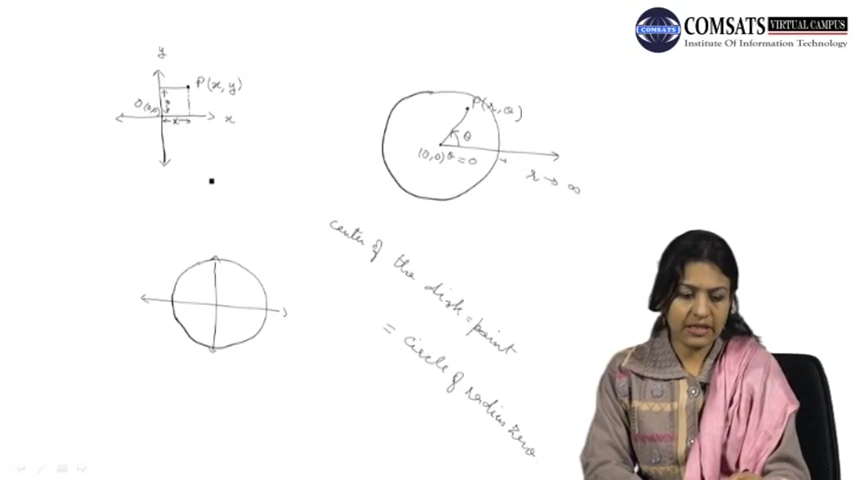 COMSATS VIRTUAL CAMPUS
Institute Of Information Technology
COMSATS
y
P(x, y)
O(0,0)
x
x
P(r, θ)
θ
(0,0) θ = 0
r → ∞
center of the disk = point
= circle of radius zero